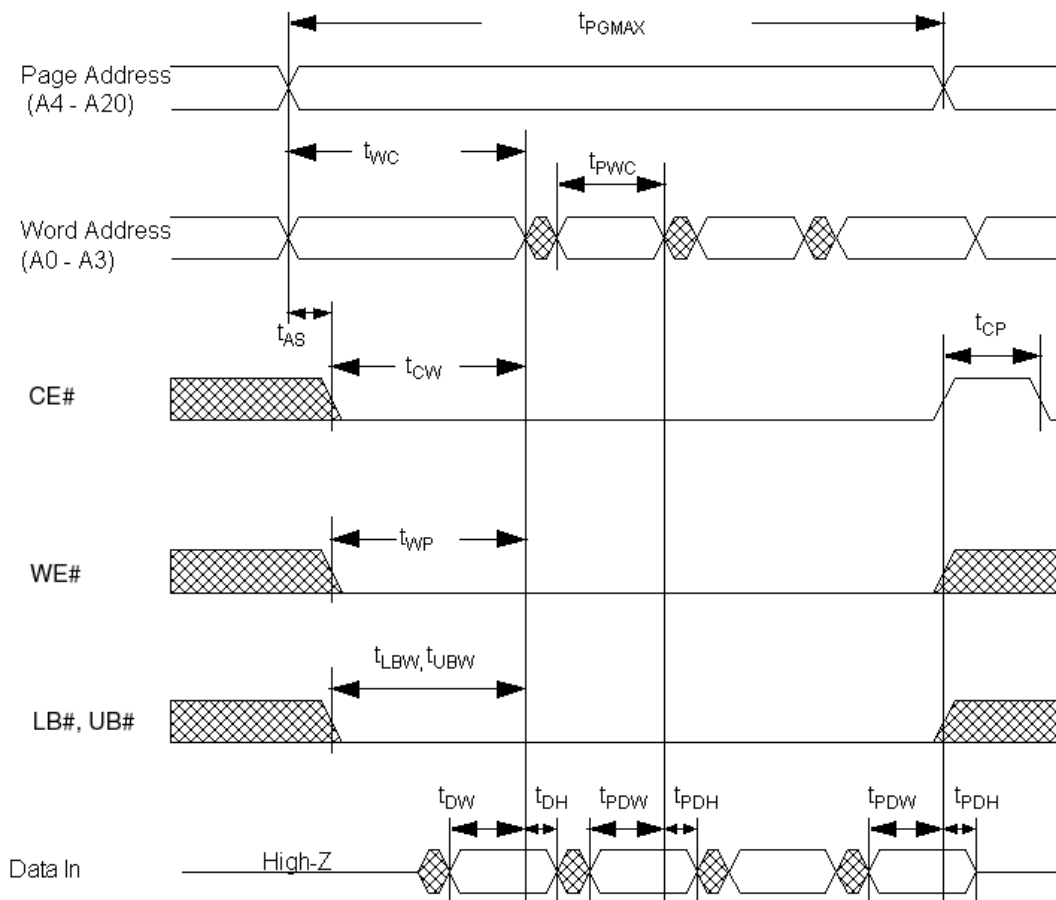 tPGMAX
Page Address
(A4 - A20)
tWC
tPWC
Word Address
(A0 - A3)
tAS
tCW
tCP
CE#
tWP
WE#
tLBW, tUBW
LB#, UB#
tDW
tDH
tPDW
tPDH
tPDW
tPDH
Data In
High-Z